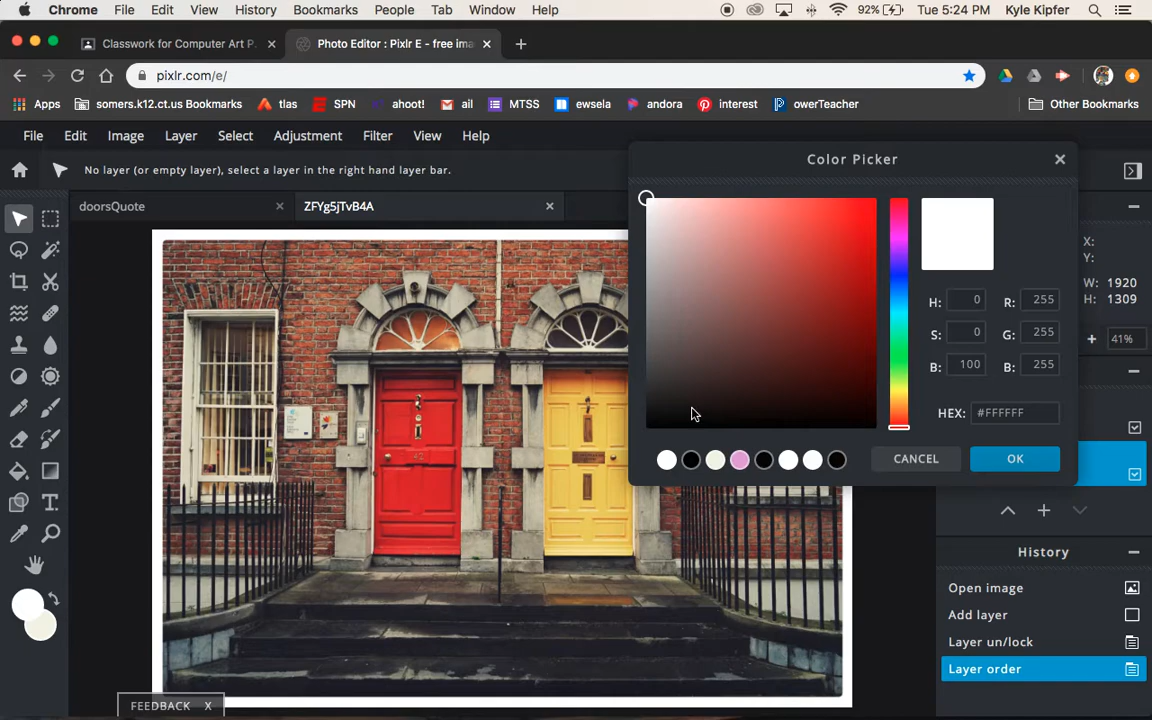 Chrome File Edit View History Bookmarks People Tab Window Help 92% Tue 5:24 PM Kyle Kipfer
Classwork for Computer Art P. × Photo Editor : Pixlr E - free ima × +
pixlr.com/e/
Apps somers.k12.ct.us Bookmarks tlas SPN ahoot! ail MTSS ewsela andora interest owerTeacher Other Bookmarks
File Edit Image Layer Select Adjustment Filter View Help
No layer (or empty layer), select a layer in the right hand layer bar.
Color Picker
doorsQuote × ZFYg5jTvB4A ×
X:
Y:
W: 1920
H: 1309
41%
H: 0 R: 255
S: 0 G: 255
B: 100 B: 255
HEX: #FFFFFF
CANCEL OK
42
History
Open image
Add layer
Layer un/lock
Layer order
FEEDBACK X